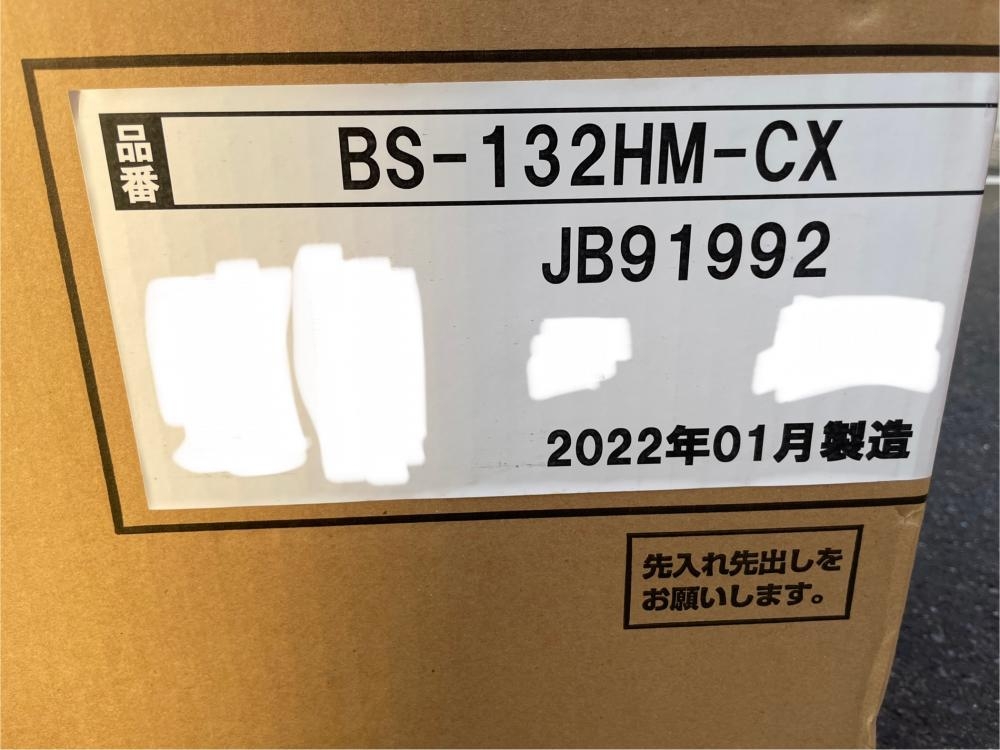 品番 BS-132HM-CX
JB91992
2022年01月製造
先入れ先出しを
お願いします。